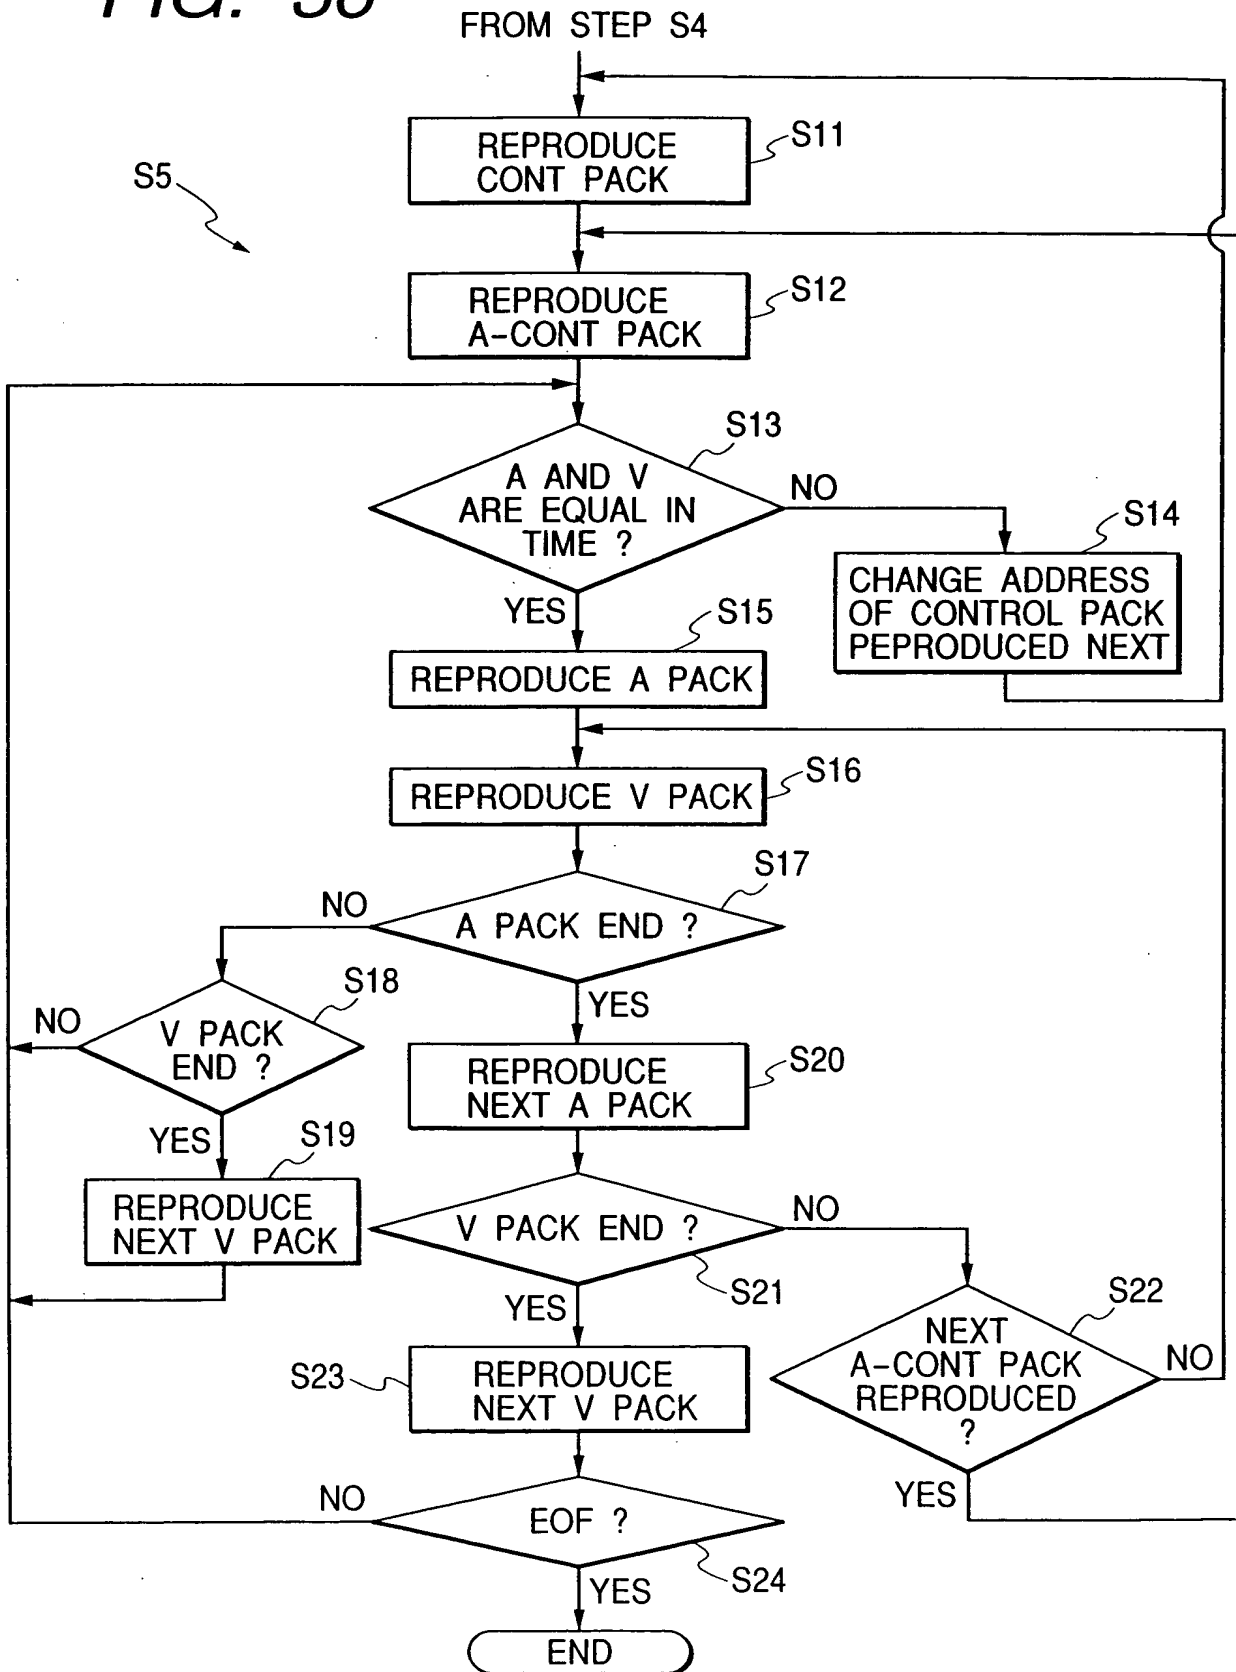 FIG. 38
FROM STEP S4
S5
REPRODUCE
CONT PACK
S11
REPRODUCE
A-CONT PACK
S12
A AND V
ARE EQUAL IN
TIME ?
S13
NO
S14
CHANGE ADDRESS
OF CONTROL PACK
PEPRODUCED NEXT
YES
S15
REPRODUCE A PACK
REPRODUCE V PACK
S16
A PACK END ?
S17
NO
S18
V PACK
END ?
NO
YES
S19
REPRODUCE
NEXT V PACK
YES
REPRODUCE
NEXT A PACK
S20
V PACK END ?
NO
S21
YES
S22
NEXT
A-CONT PACK
REPRODUCED
?
NO
YES
S23
REPRODUCE
NEXT V PACK
EOF ?
NO
S24
YES
END